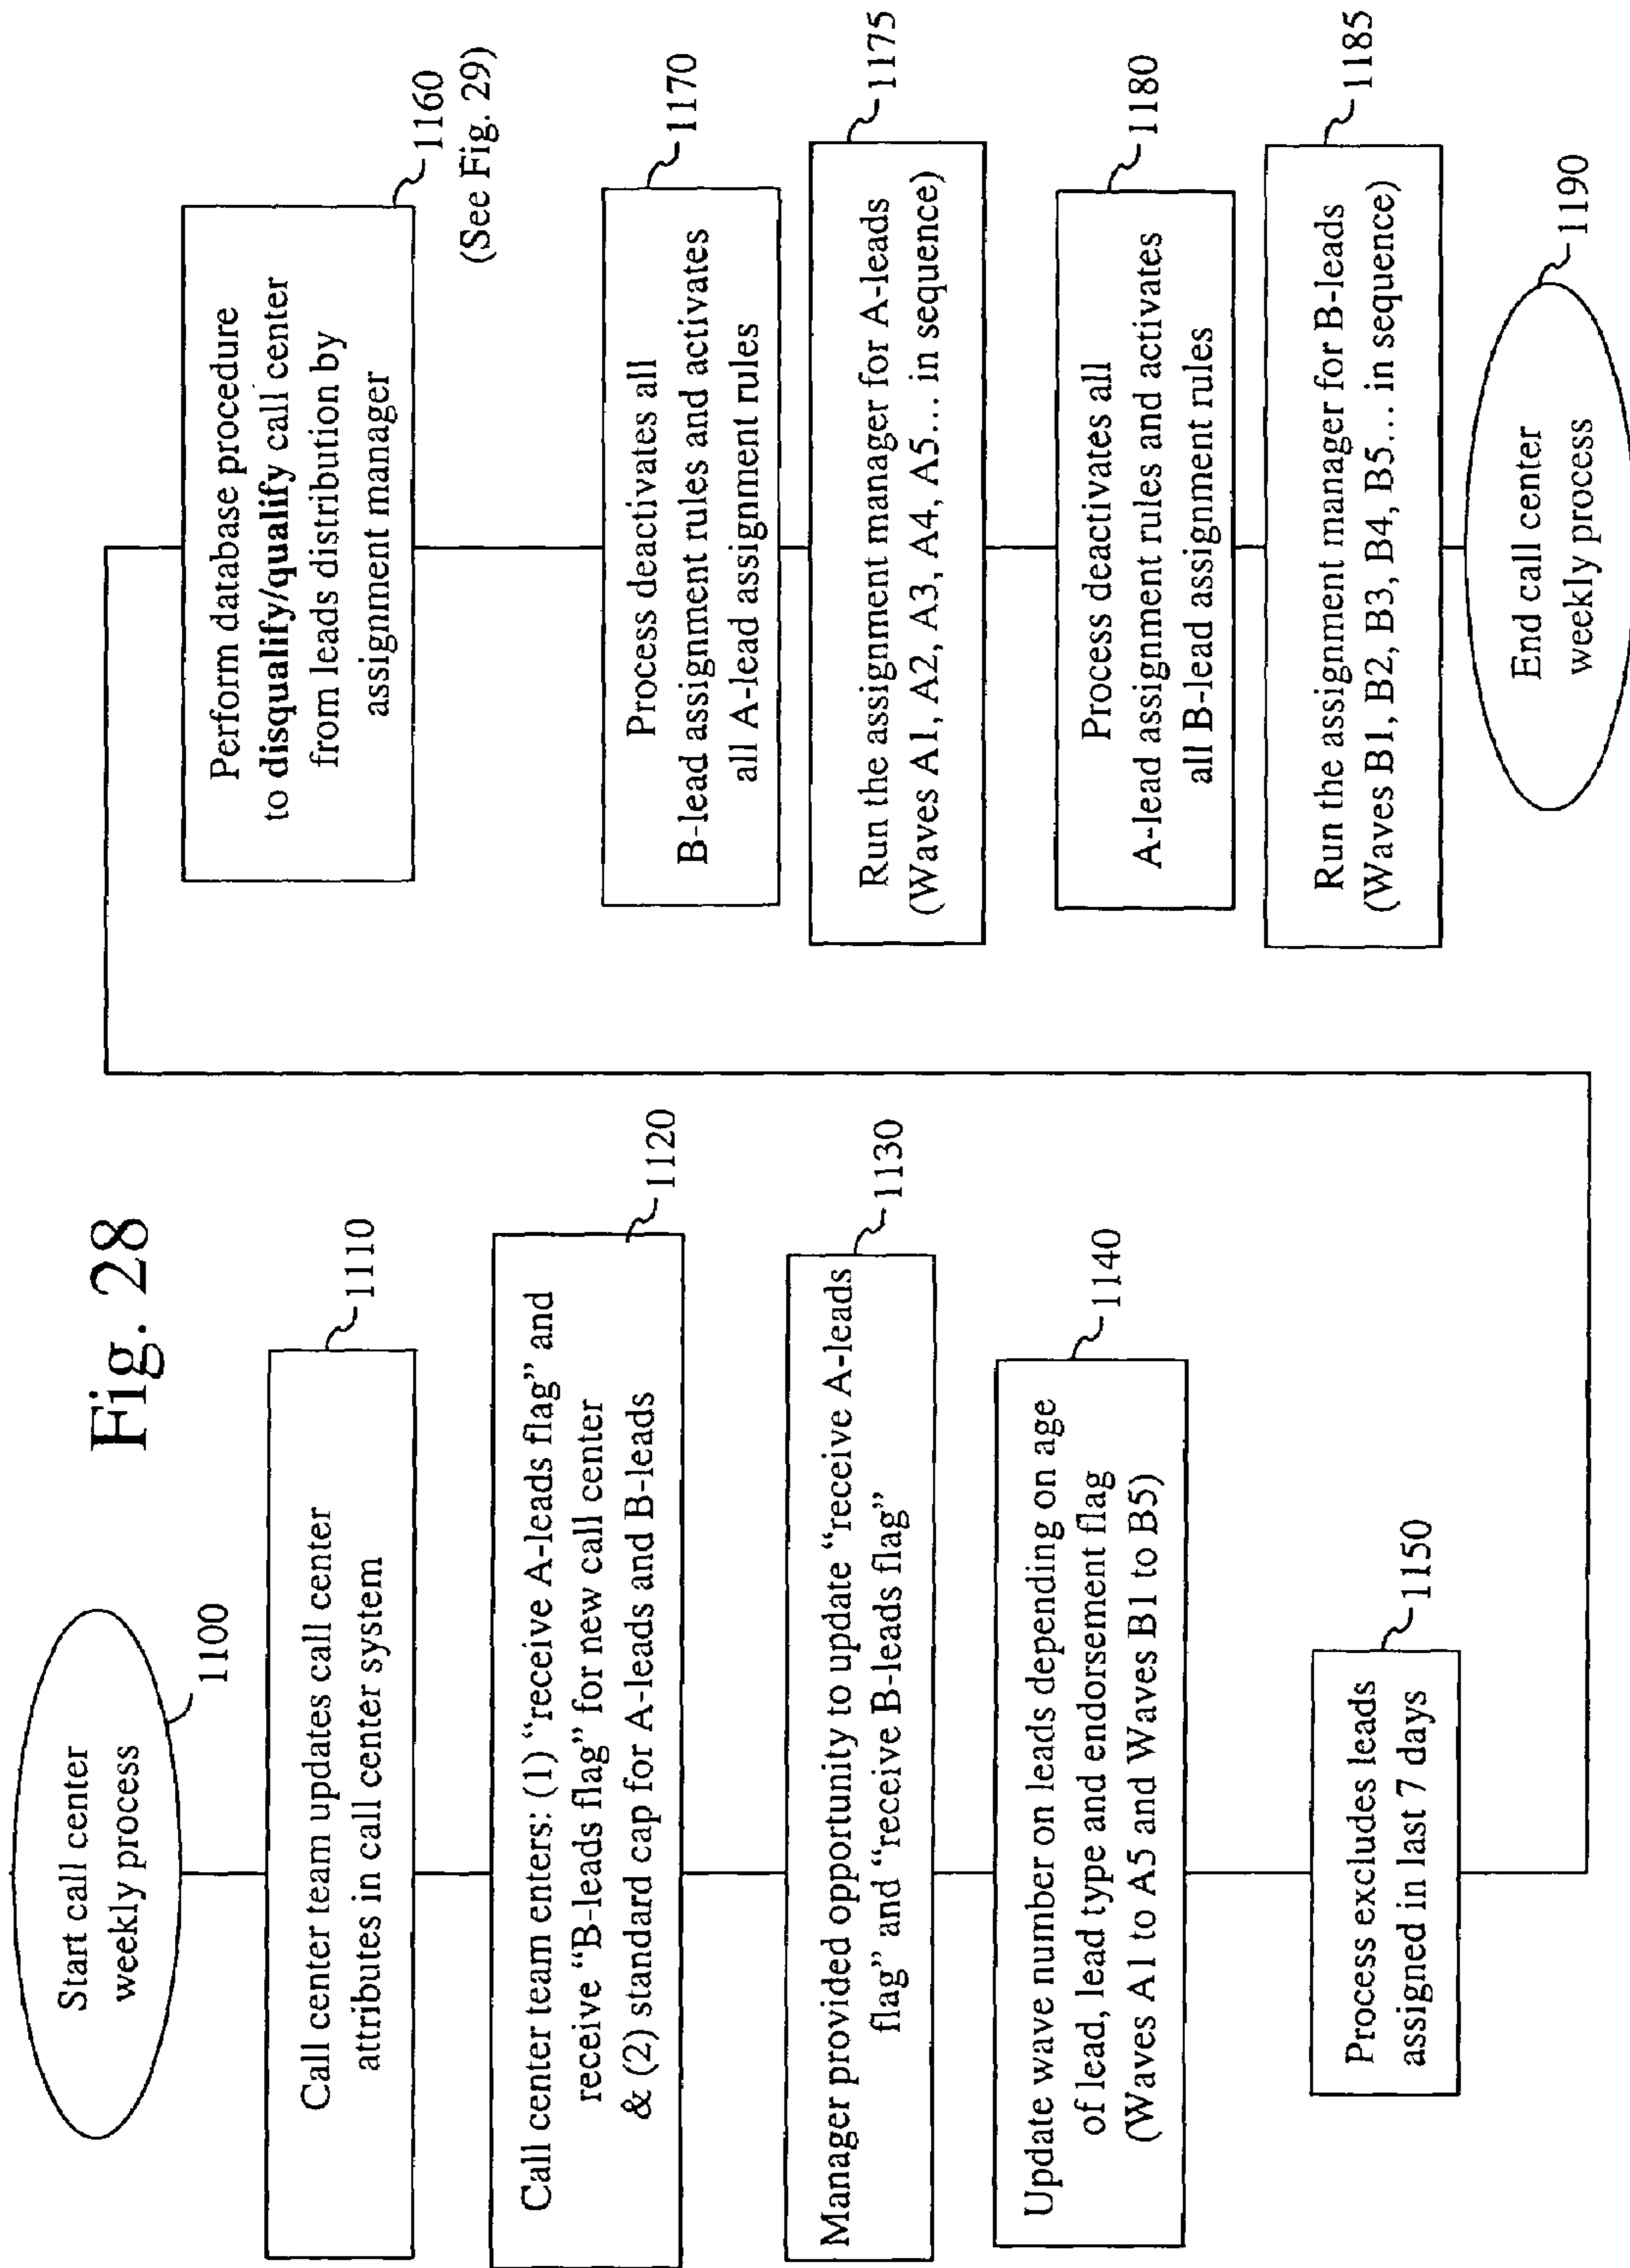 Fig. 28
Start call center
weekly process
1100
Call center team updates call center
attributes in call center system
1110
Call center team enters: (1) “receive A-leads flag” and
receive “B-leads flag” for new call center
& (2) standard cap for A-leads and B-leads
1120
Manager provided opportunity to update “receive A-leads
flag” and “receive B-leads flag”
1130
Update wave number on leads depending on age
of lead, lead type and endorsement flag
(Waves A1 to A5 and Waves B1 to B5)
1140
Process excludes leads
assigned in last 7 days
1150
Perform database procedure
to disqualify/qualify call center
from leads distribution by
assignment manager
1160
(See Fig. 29)
Process deactivates all
B-lead assignment rules and activates
all A-lead assignment rules
1170
Run the assignment manager for A-leads
(Waves A1, A2, A3, A4, A5... in sequence)
1175
Process deactivates all
A-lead assignment rules and activates
all B-lead assignment rules
1180
Run the assignment manager for B-leads
(Waves B1, B2, B3, B4, B5... in sequence)
1185
End call center
weekly process
1190